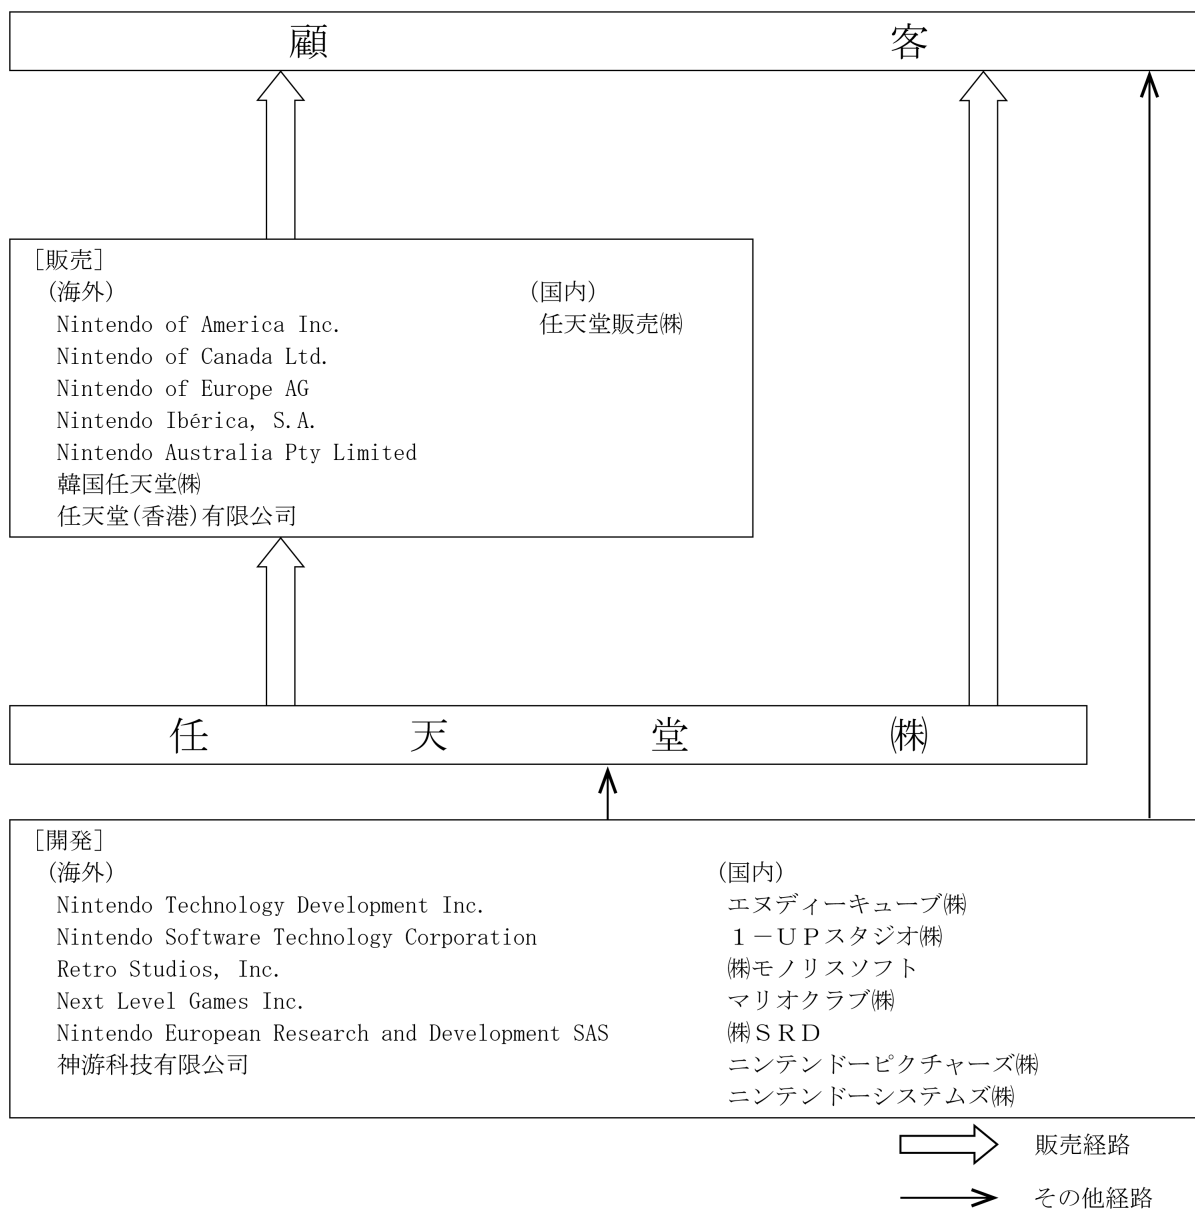 顧客
［販売］
（海外）
Nintendo of America Inc.
Nintendo of Canada Ltd.
Nintendo of Europe AG
Nintendo Ibérica, S.A.
Nintendo Australia Pty Limited
韓国任天堂㈱
任天堂(香港)有限公司
（国内）
任天堂販売㈱
任天堂㈱
［開発］
（海外）
Nintendo Technology Development Inc.
Nintendo Software Technology Corporation
Retro Studios, Inc.
Next Level Games Inc.
Nintendo European Research and Development SAS
神游科技有限公司
（国内）
エヌディーキューブ㈱
１－ＵＰスタジオ㈱
㈱モノリスソフト
マリオクラブ㈱
㈱ＳＲＤ
ニンテンドーピクチャーズ㈱
ニンテンドーシステムズ㈱
販売経路
その他経路